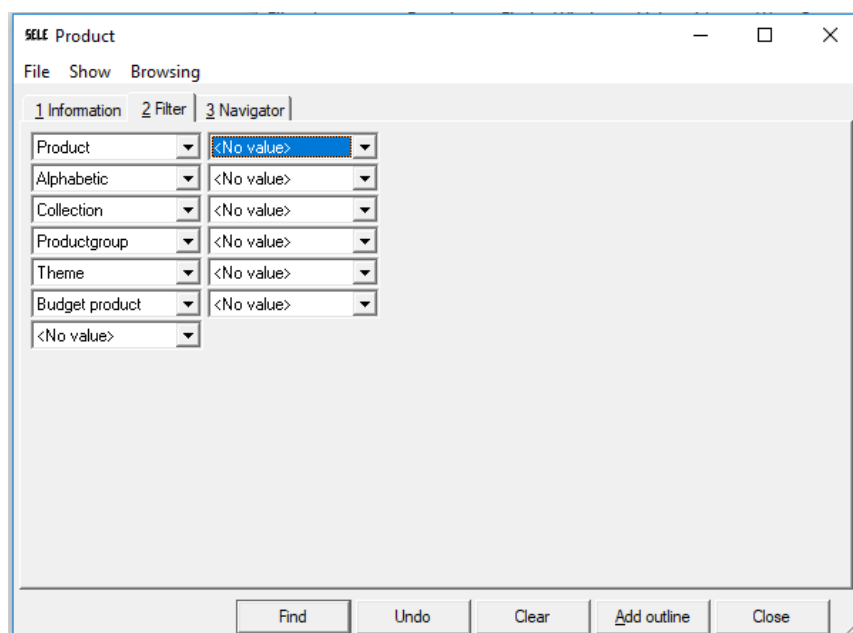 SELE Product
File Show Browsing
1 Information 2 Filter 3 Navigator
Product <No value>
Alphabetic <No value>
Collection <No value>
Productgroup <No value>
Theme <No value>
Budget product <No value>
<No value>
Find Undo Clear Add outline Close